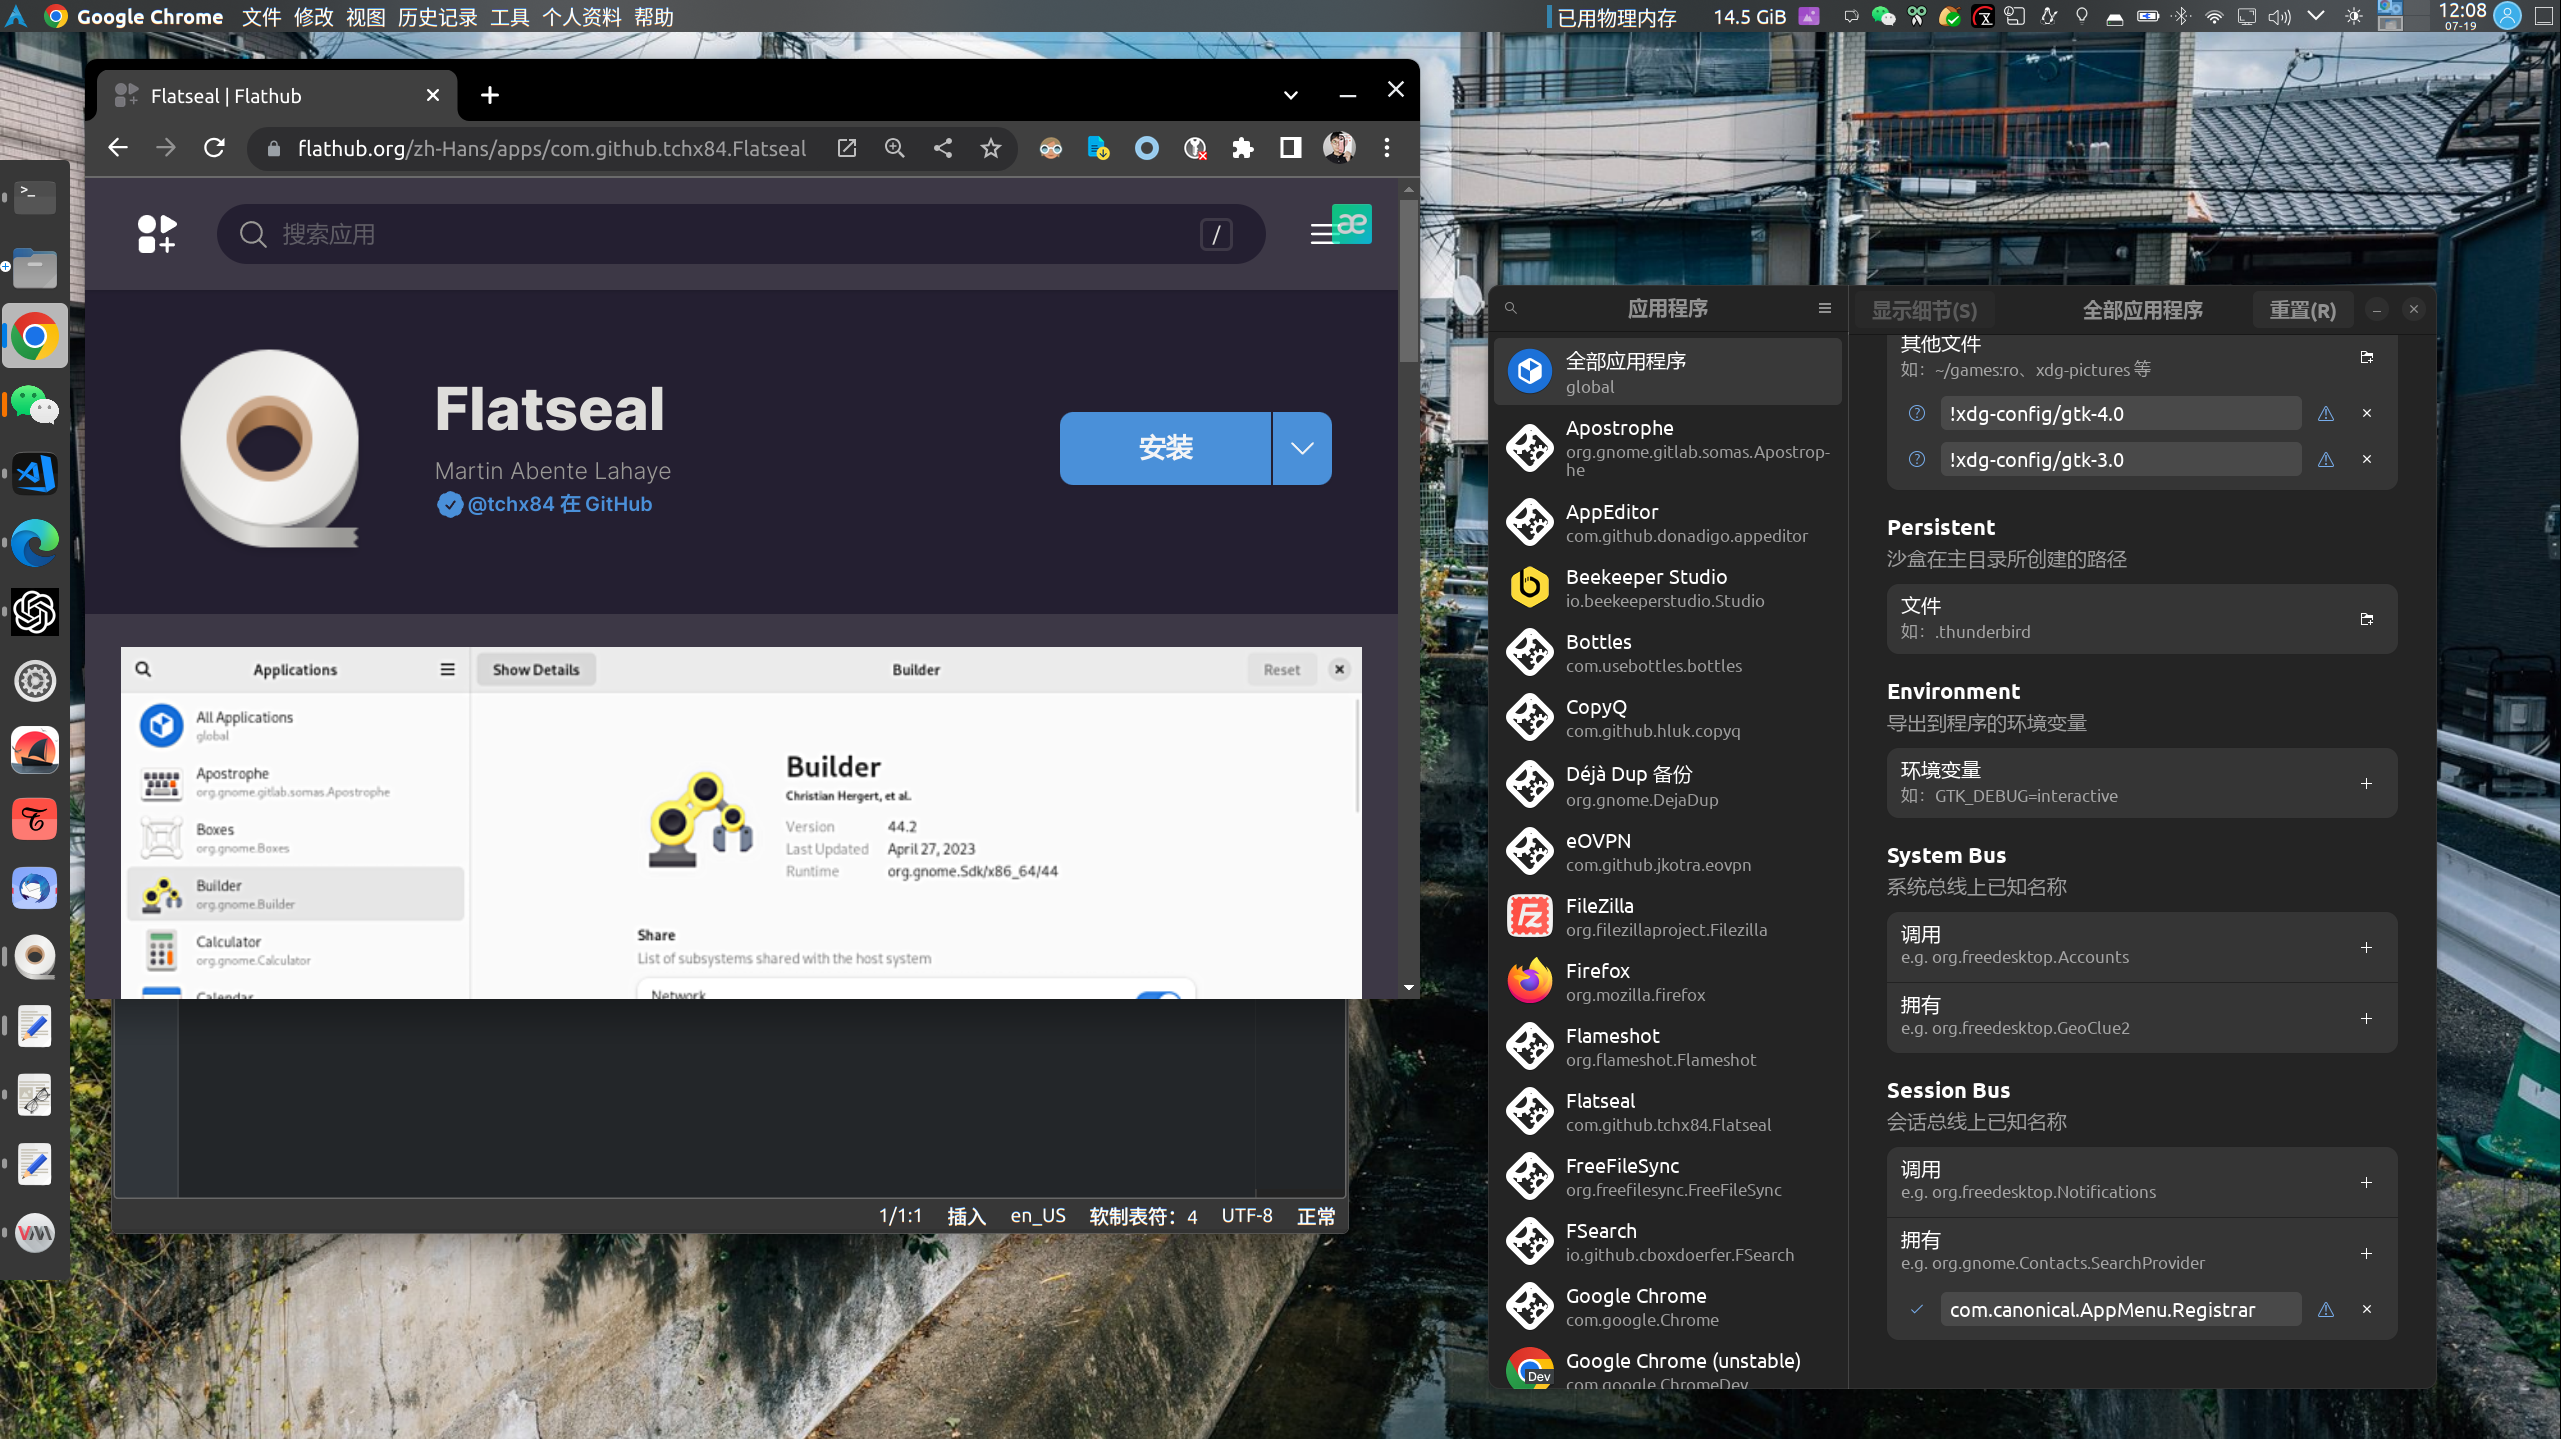 Google Chrome 文件 修改 视图 历史记录 工具 个人资料 帮助
已用物理内存 14.5 GiB
12:08
07-19
Flatseal | Flathub
flathub.org/zh-Hans/apps/com.github.tchx84.Flatseal
搜索应用
/
æ
Flatseal
Martin Abente Lahaye
@tchx84 在 GitHub
安装
Applications
Show Details
Builder
Reset
All Applications
global
Apostrophe
org.gnome.gitlab.somas.Apostrophe
Boxes
org.gnome.Boxes
Builder
org.gnome.Builder
Calculator
org.gnome.Calculator
Calendar
Builder
Christian Hergert, et al.
Version 44.2
Last Updated April 27, 2023
Runtime org.gnome.Sdk/x86_64/44
Share
List of subsystems shared with the host system
Network
1/1:1 插入 en_US 软制表符：4 UTF-8 正常
应用程序
全部应用程序
global
Apostrophe
org.gnome.gitlab.somas.Apostrop-
he
AppEditor
com.github.donadigo.appeditor
Beekeeper Studio
io.beekeeperstudio.Studio
Bottles
com.usebottles.bottles
CopyQ
com.github.hluk.copyq
Déjà Dup 备份
org.gnome.DejaDup
eOVPN
com.github.jkotra.eovpn
FileZilla
org.filezillaproject.Filezilla
Firefox
org.mozilla.firefox
Flameshot
org.flameshot.Flameshot
Flatseal
com.github.tchx84.Flatseal
FreeFileSync
org.freefilesync.FreeFileSync
FSearch
io.github.cboxdoerfer.FSearch
Google Chrome
com.google.Chrome
Google Chrome (unstable)
Dev
com.google.ChromeDev
显示细节(S)
全部应用程序
重置(R)
其他文件
如：~/games:ro、xdg-pictures 等
!xdg-config/gtk-4.0
!xdg-config/gtk-3.0
Persistent
沙盒在主目录所创建的路径
文件
如：.thunderbird
Environment
导出到程序的环境变量
环境变量
如：GTK_DEBUG=interactive
System Bus
系统总线上已知名称
调用
e.g. org.freedesktop.Accounts
拥有
e.g. org.freedesktop.GeoClue2
Session Bus
会话总线上已知名称
调用
e.g. org.freedesktop.Notifications
拥有
e.g. org.gnome.Contacts.SearchProvider
com.canonical.AppMenu.Registrar